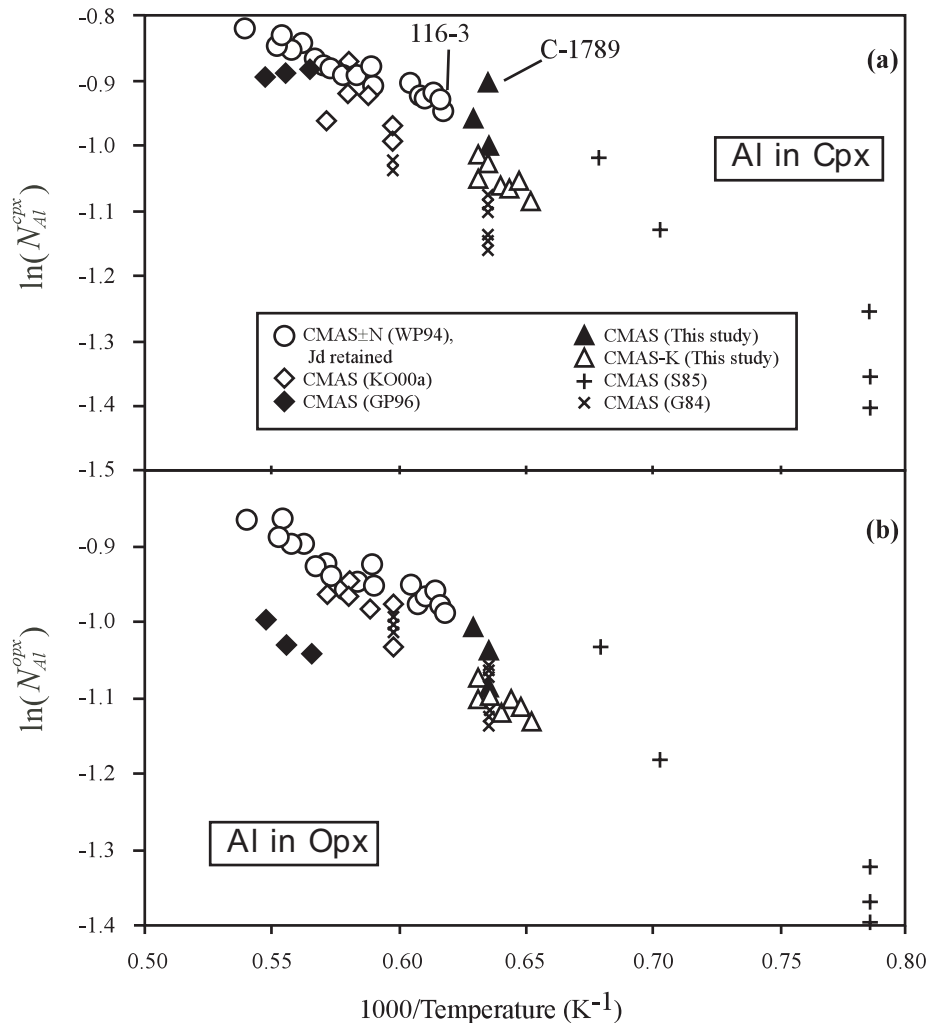 -0.8
116-3
C-1789
(a)
-0.9
-1.0
Al in Cpx
-1.1
ln(N_{Al}^{cpx})
-1.2
CMAS±N (WP94),
Jd retained
CMAS (KO00a)
CMAS (GP96)
CMAS (This study)
CMAS-K (This study)
CMAS (S85)
CMAS (G84)
-1.3
-1.4
-1.5
(b)
-0.9
-1.0
-1.1
ln(N_{Al}^{opx})
-1.2
Al in Opx
-1.3
-1.4
0.50
0.55
0.60
0.65
0.70
0.75
0.80
1000/Temperature (K⁻¹)